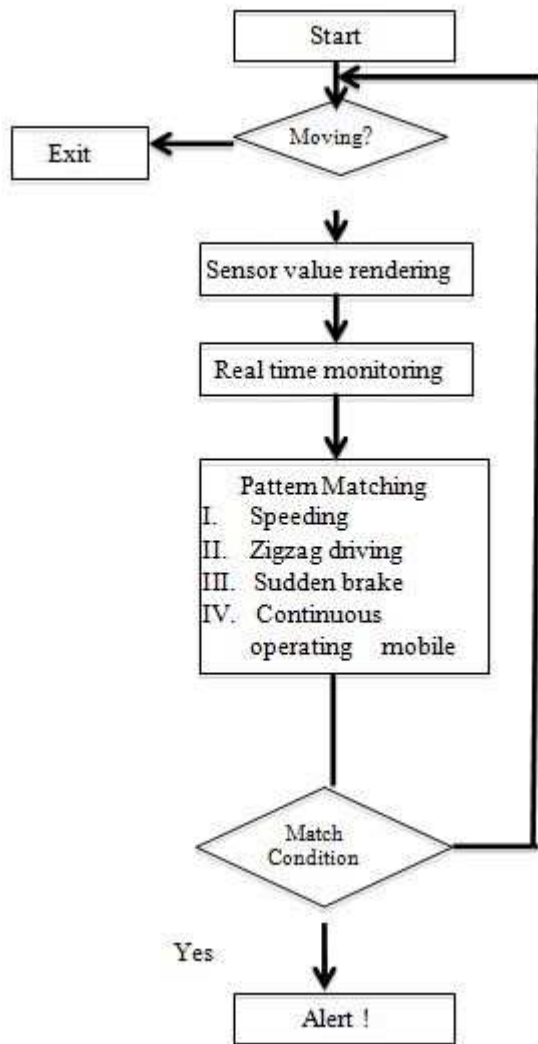 Start
Moving?
Exit
Sensor value rendering
Real time monitoring
Pattern Matching
I. Speeding
II. Zigzag driving
III. Sudden brake
IV. Continuous
operating mobile
Match
Condition
Yes
Alert !